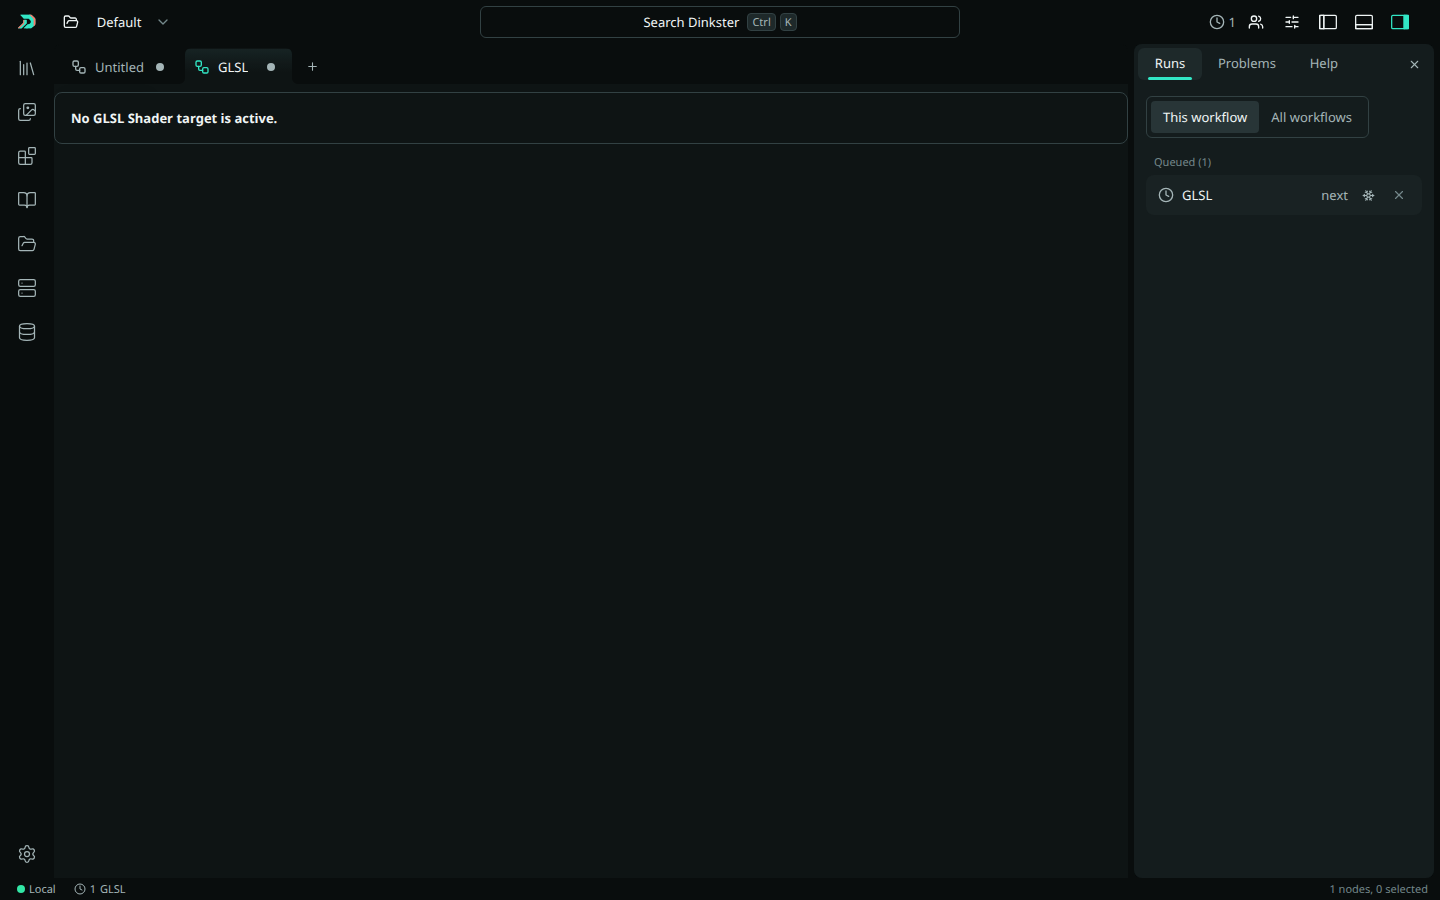 Default
Search Dinkster Ctrl K
1
Untitled
GLSL
No GLSL Shader target is active.
Runs
Problems
Help
This workflow
All workflows
Queued (1)
GLSL
next
Local
1 GLSL
1 nodes, 0 selected